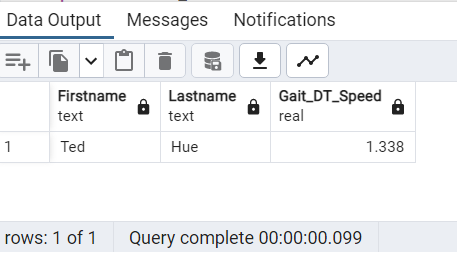 Data Output Messages Notifications
Firstname Lastname Gait_DT_Speed
text text real
1 Ted Hue 1.338
rows: 1 of 1 Query complete 00:00:00.099